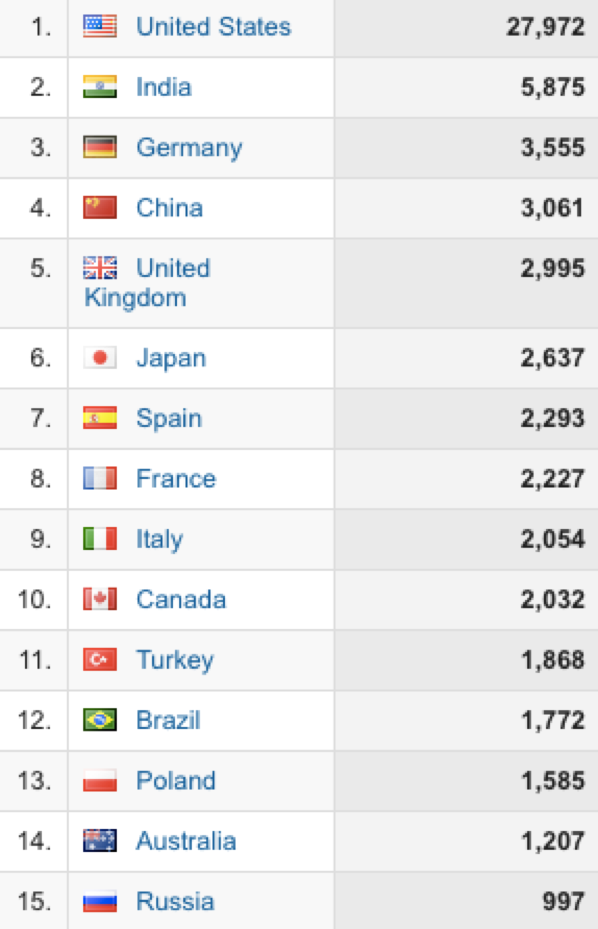 1. United States 27,972
2. India 5,875
3. Germany 3,555
4. China 3,061
5. United 2,995
Kingdom
6. Japan 2,637
7. Spain 2,293
8. France 2,227
9. Italy 2,054
10. Canada 2,032
11. Turkey 1,868
12. Brazil 1,772
13. Poland 1,585
14. Australia 1,207
15. Russia 997